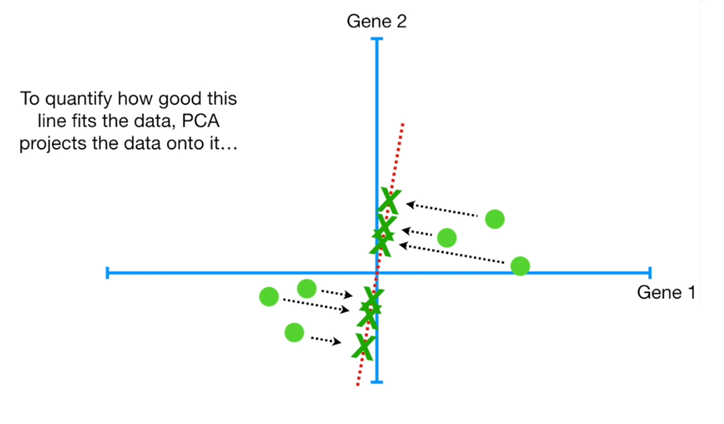 Gene 2
To quantify how good this
line fits the data, PCA
projects the data onto it...
Gene 1